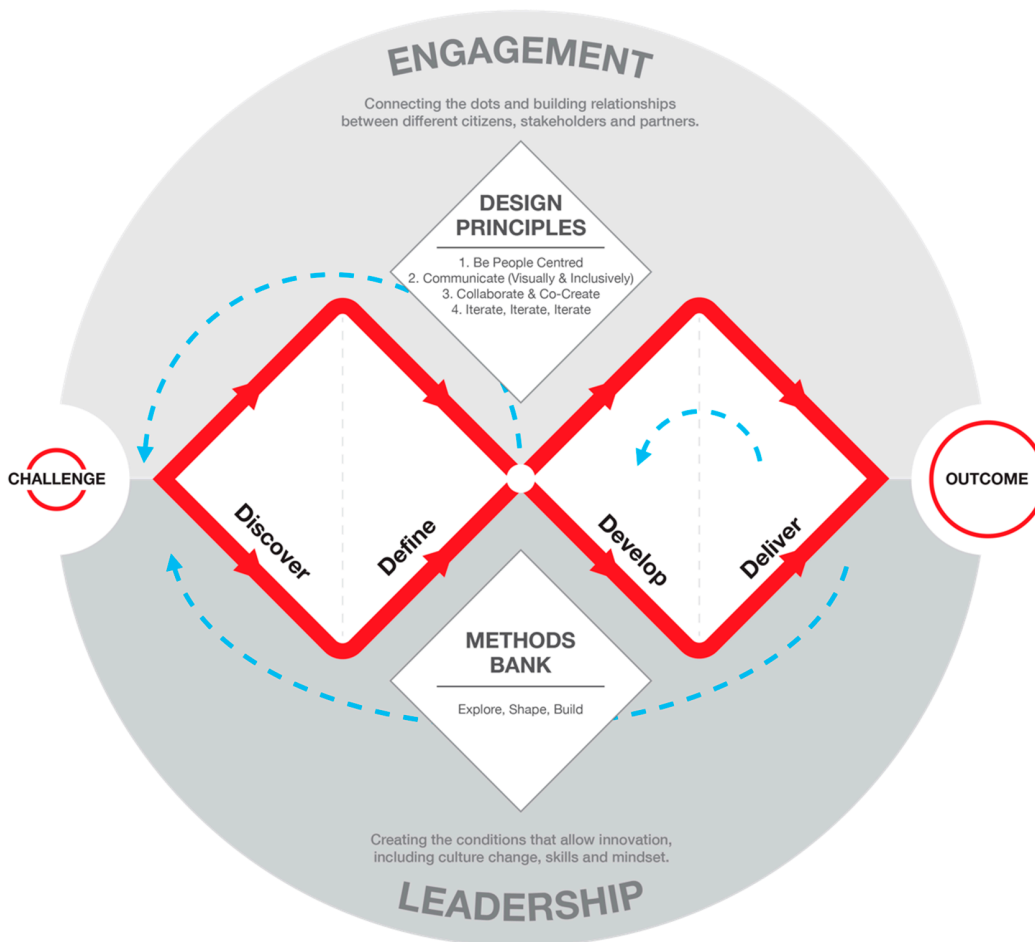 ENGAGEMENT
Connecting the dots and building relationships
between different citizens, stakeholders and partners.
DESIGN
PRINCIPLES
1. Be People Centred
2. Communicate (Visually & Inclusively)
3. Collaborate & Co-Create
4. Iterate, Iterate, Iterate
CHALLENGE
OUTCOME
Discover
Define
Develop
Deliver
METHODS
BANK
Explore, Shape, Build
Creating the conditions that allow innovation,
including culture change, skills and mindset.
LEADERSHIP